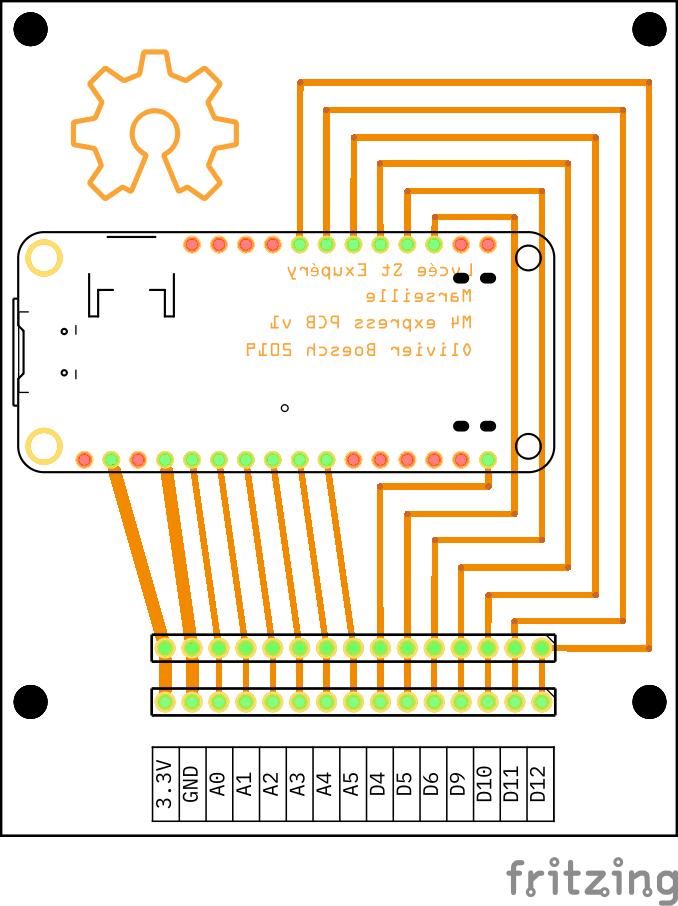 Lycée St Exupéry
Marseille
M4 express PCB v1
Olivier Boesch 2019
3.3V
GND
A0
A1
A2
A3
A4
A5
D4
D5
D6
D9
D10
D11
D12
fritzing